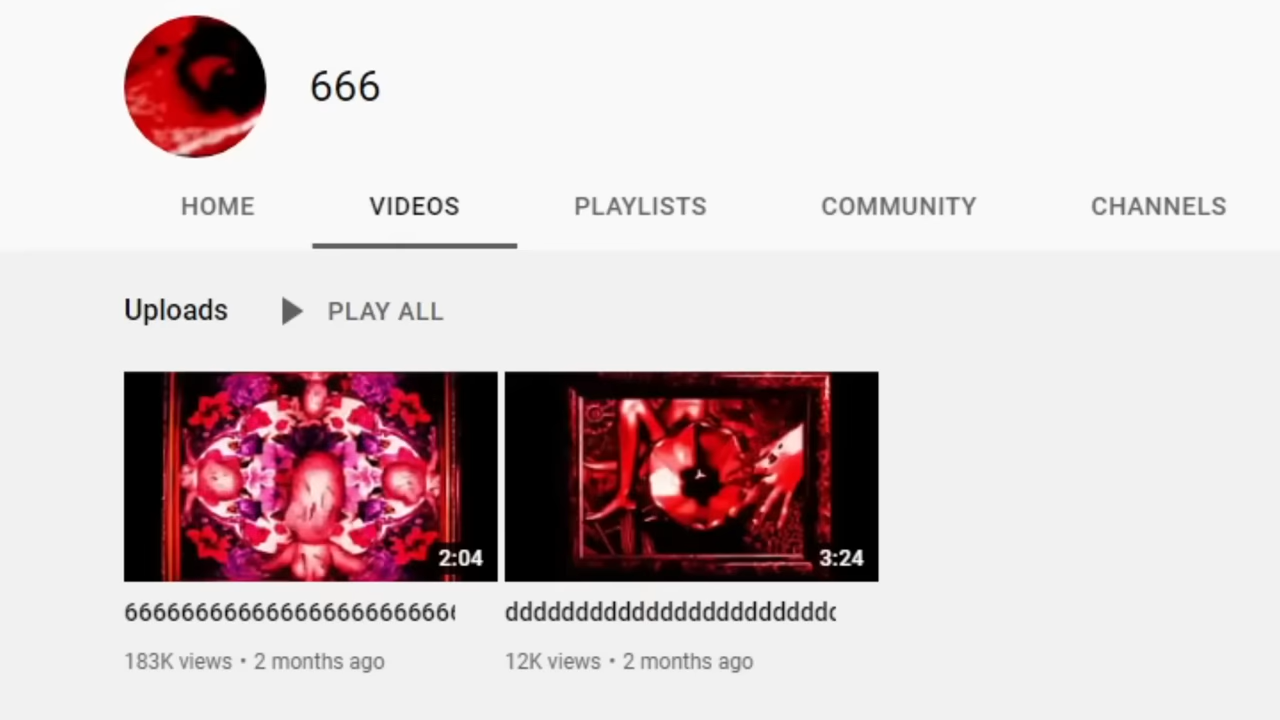 666
HOME VIDEOS PLAYLISTS COMMUNITY CHANNELS
Uploads PLAY ALL
2:04 3:24
666666666666666666666666 dddddddddddddddddddddddd
183K views • 2 months ago 12K views • 2 months ago